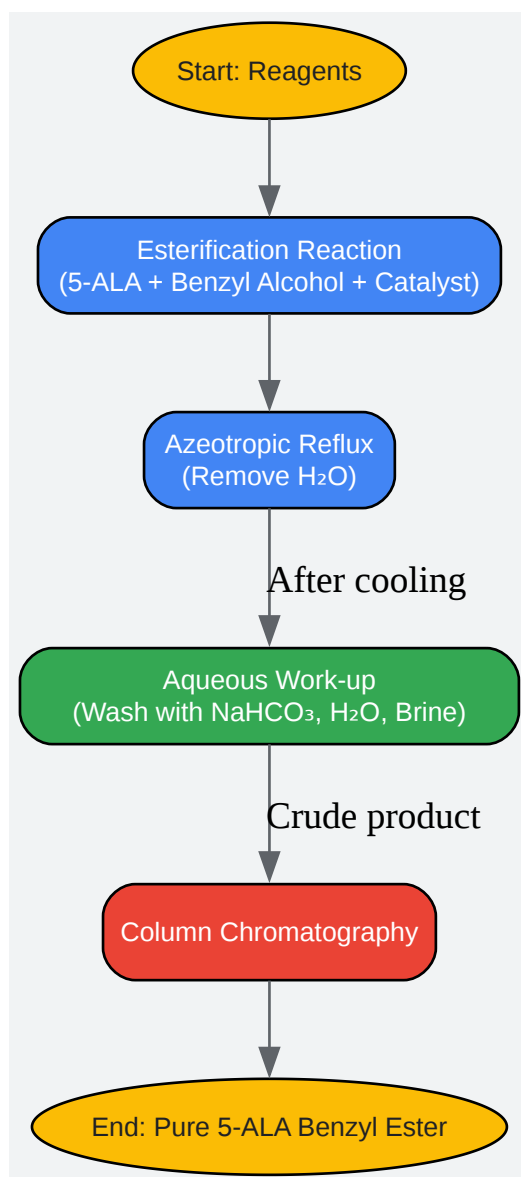 Start: Reagents
Esterification Reaction
(5-ALA + Benzyl Alcohol + Catalyst)
Azeotropic Reflux
(Remove H₂O)
After cooling
Aqueous Work-up
(Wash with NaHCO₃, H₂O, Brine)
Crude product
Column Chromatography
End: Pure 5-ALA Benzyl Ester